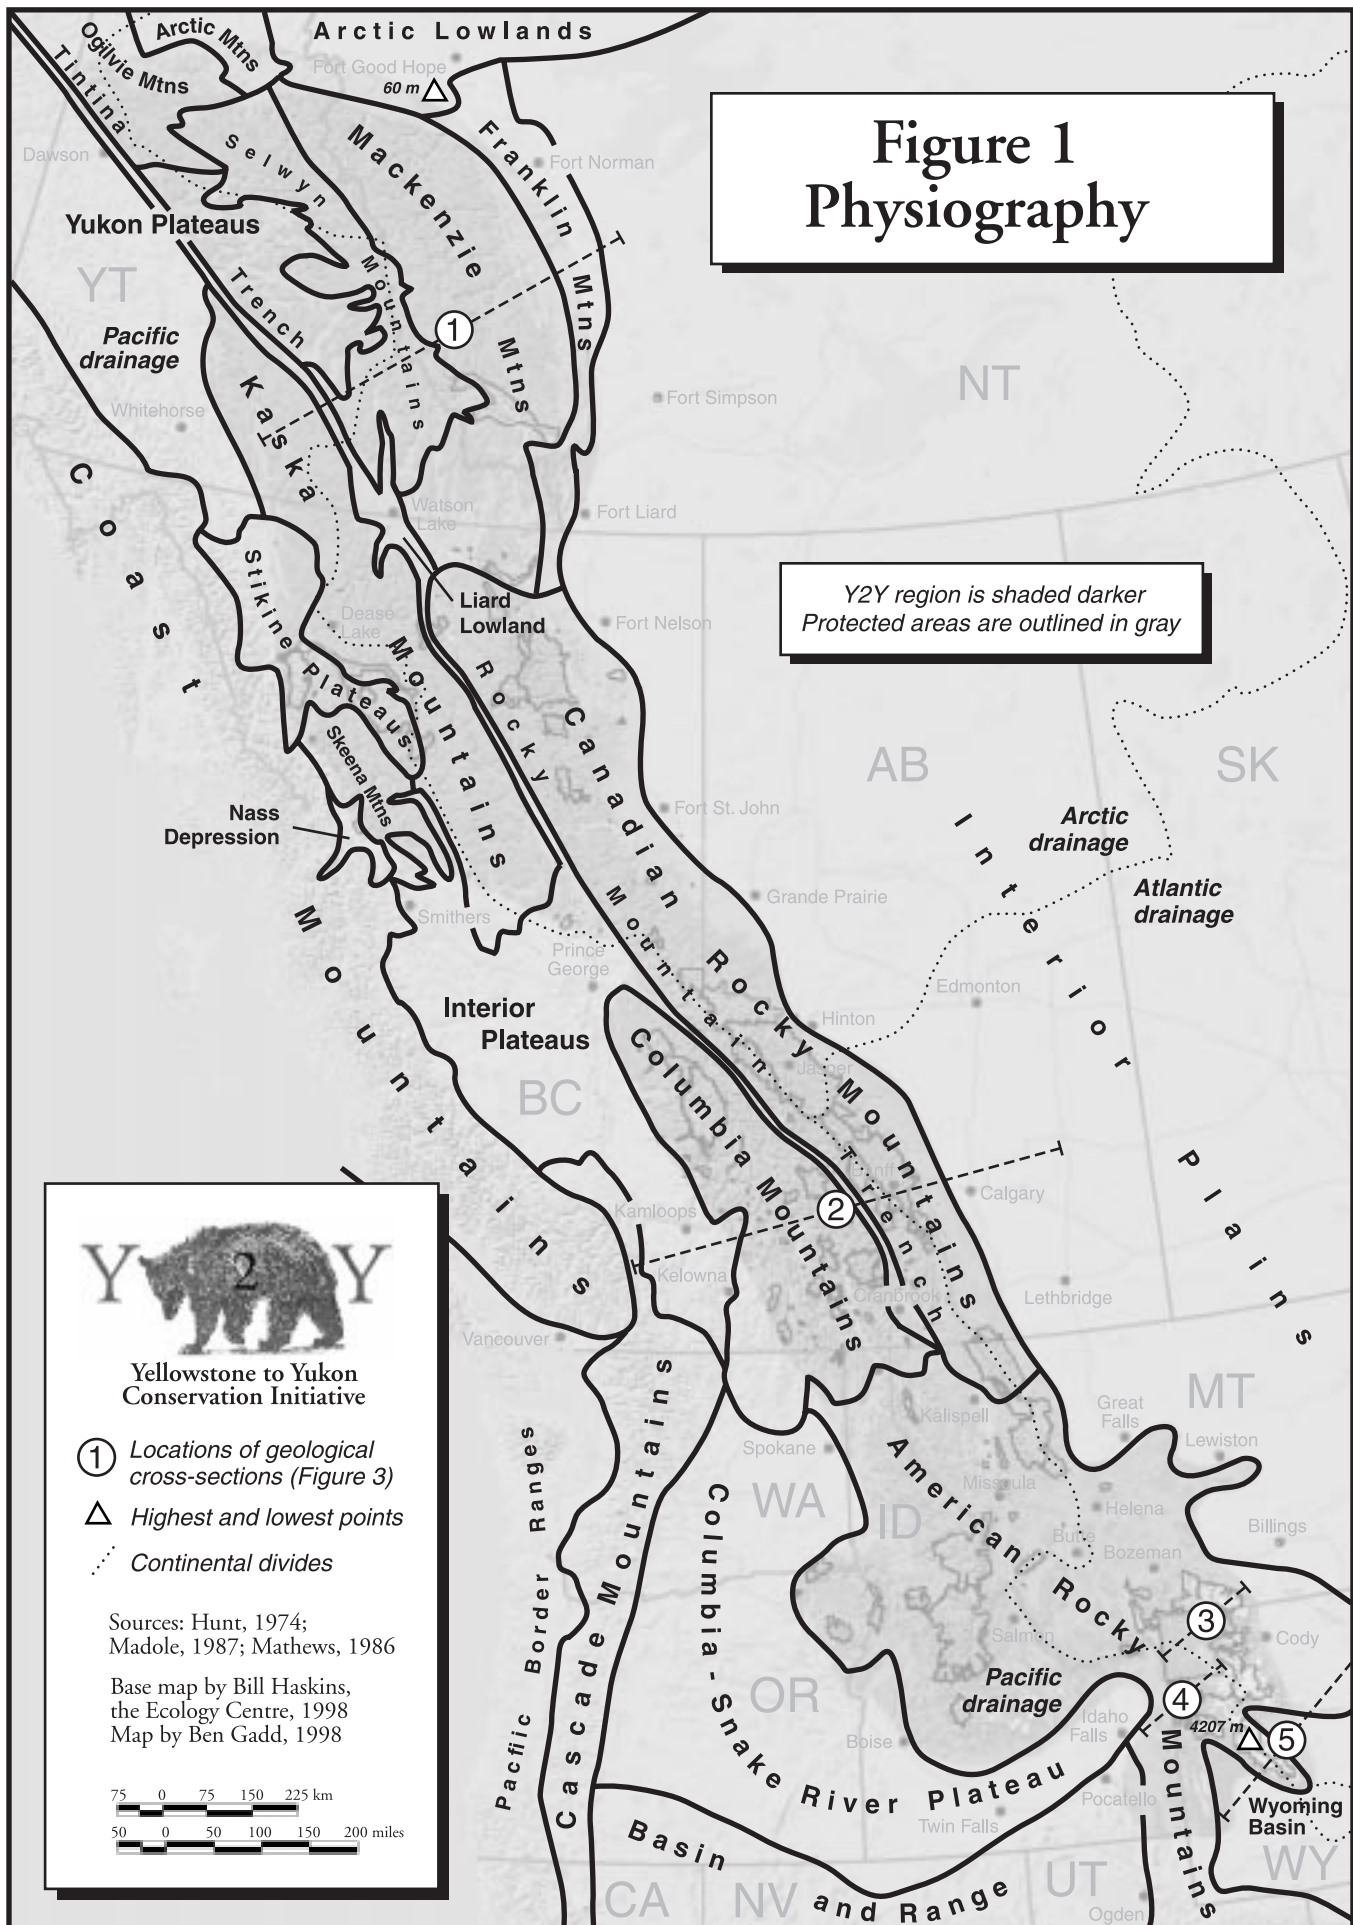 Figure 1
Physiography
Arctic Lowlands
Arctic Mtns
Ogilvie Mtns
Tintina
Fort Good Hope
60 m
Dawson
Selwyn
Mountains
Mackenzie
Mtns
Franklin
Mtns
Fort Norman
Yukon Plateaus
YT
Trench
1
Pacific
drainage
Whitehorse
Kaska
Mountains
NT
Fort Simpson
Coast
Mountains
Watson
Lake
Fort Liard
Stikine
Plateaus
Liard
Lowland
Dease
Lake
Fort Nelson
Y2Y region is shaded darker
Protected areas are outlined in gray
Rocky
Mountain
Trench
Canadian
Rocky
Mountains
AB
SK
Skeena Mtns
Nass
Depression
Fort St. John
Interior
Plains
Arctic
drainage
Atlantic
drainage
Grande Prairie
Smithers
Prince
George
Edmonton
Interior
Plateaus
Hinton
Jasper
BC
Columbia
Mountains
Banff
2
Calgary
Kamloops
Kelowna
Cranbrook
Lethbridge
Vancouver
MT
Kalispell
Great
Falls
Lewiston
Spokane
WA
ID
American
Rocky
Mountains
Missoula
Helena
Butte
Bozeman
Billings
Pacfiic Border Ranges
Cascade Mountains
Columbia - Snake River Plateau
Salmon
3
Cody
OR
Pacific
drainage
4
4207 m
5
Idaho
Falls
Boise
Pocatello
Twin Falls
Wyoming
Basin
Basin
and Range
CA
NV
UT
WY
Ogden
Y 2 Y
Yellowstone to Yukon
Conservation Initiative
1
Locations of geological
cross-sections (Figure 3)
Highest and lowest points
Continental divides
Sources: Hunt, 1974;
Madole, 1987; Mathews, 1986
Base map by Bill Haskins,
the Ecology Centre, 1998
Map by Ben Gadd, 1998
75 0 75 150 225 km
50 0 50 100 150 200 miles